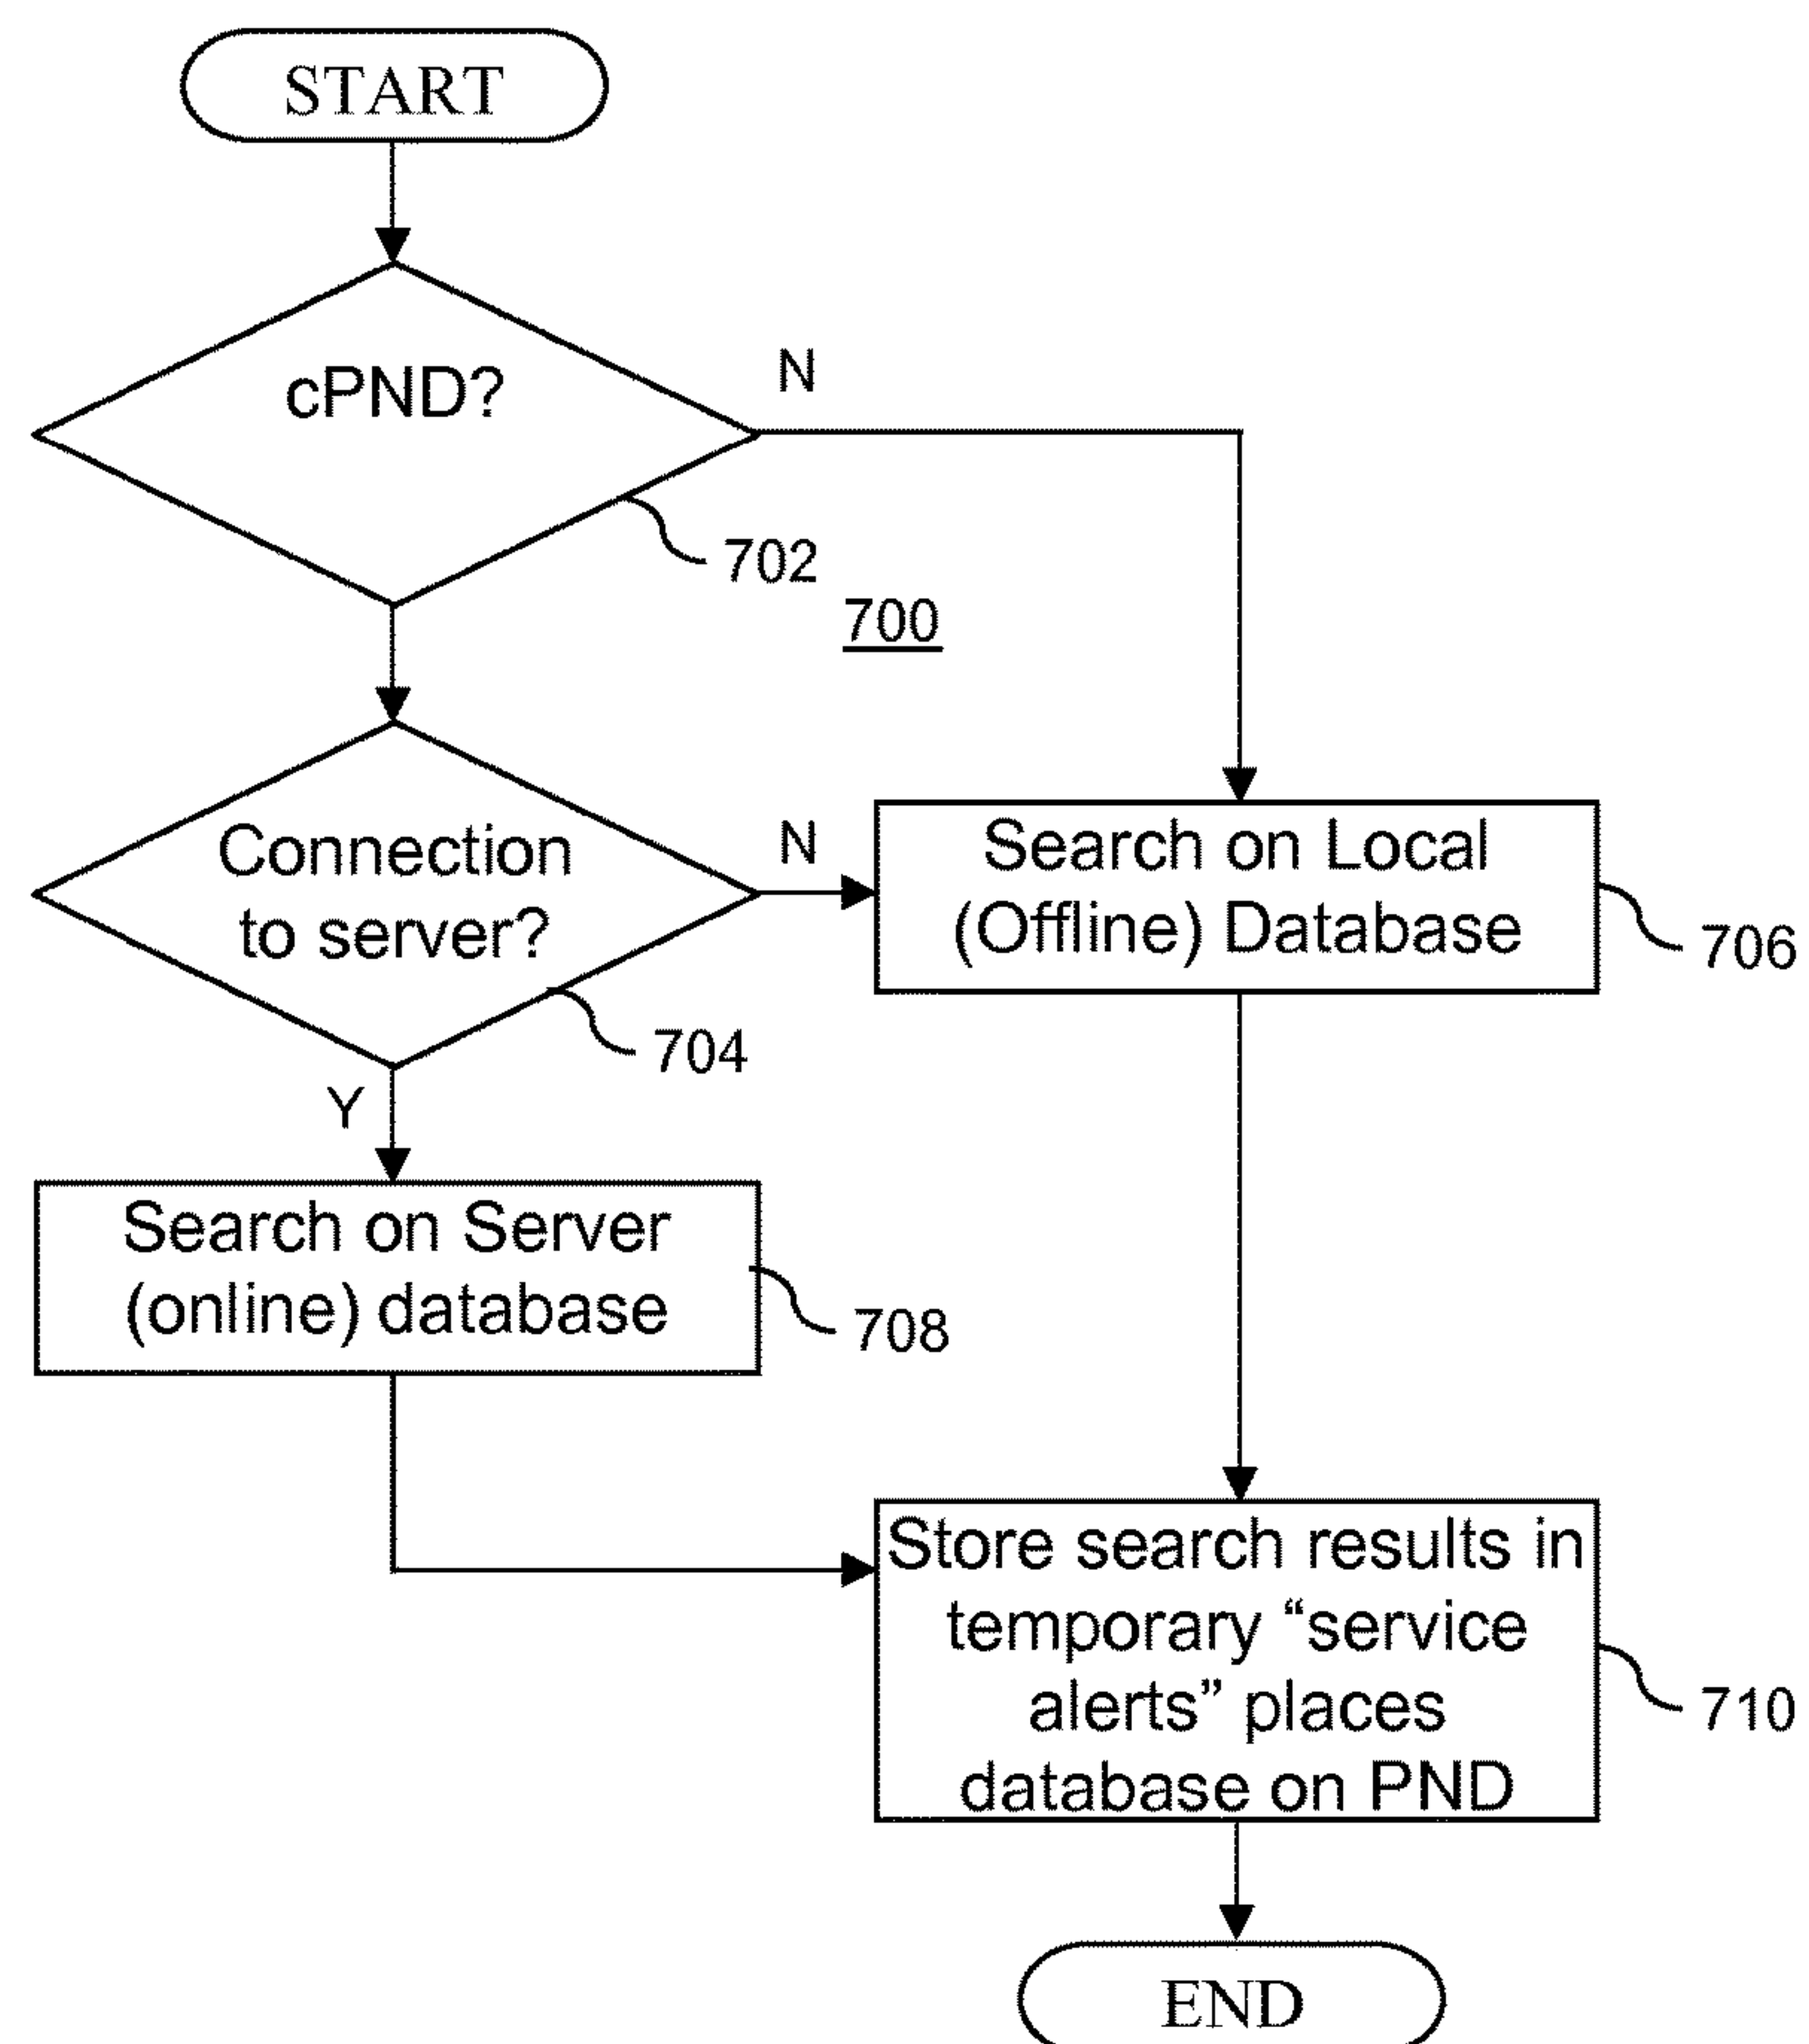 START
cPND?
N
702
700
Connection
to server?
N
704
Y
Search on Local
(Offline) Database
706
Search on Server
(online) database
708
Store search results in
temporary “service
alerts” places
database on PND
710
END